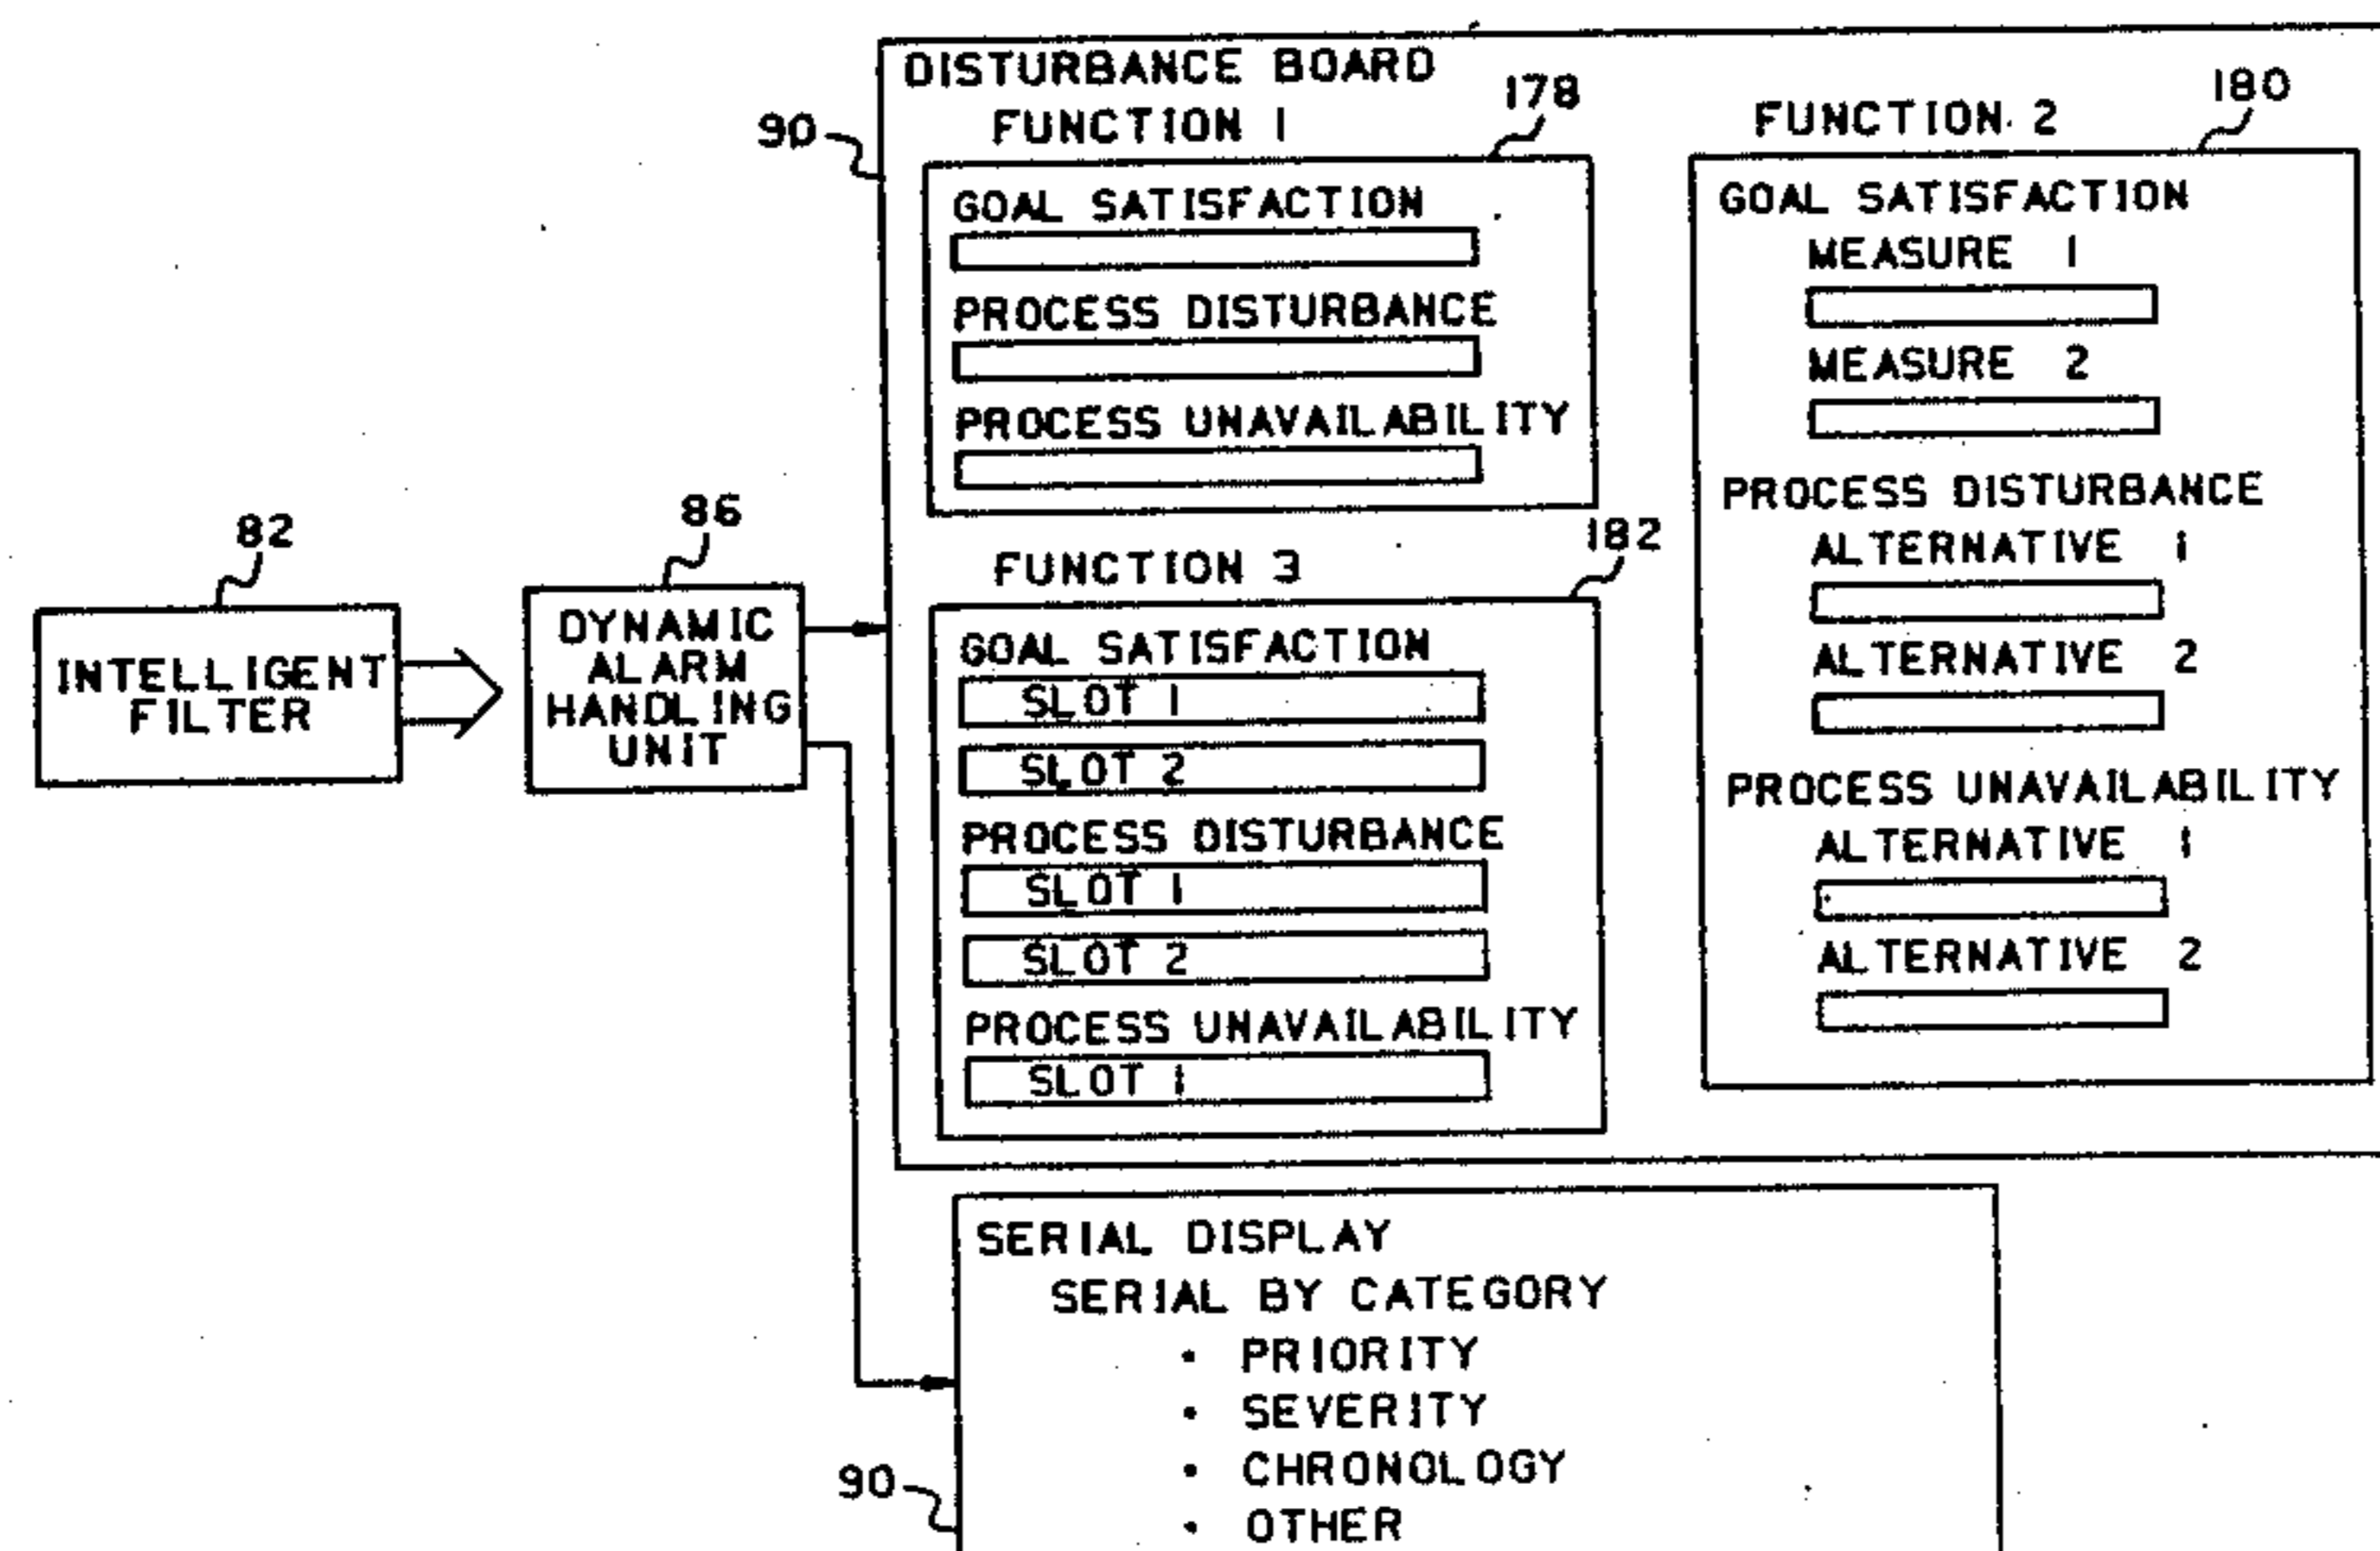 DISTURBANCE BOARD
90
FUNCTION 1
178
GOAL SATISFACTION
PROCESS DISTURBANCE
PROCESS UNAVAILABILITY
FUNCTION 2
180
GOAL SATISFACTION
MEASURE 1
MEASURE 2
PROCESS DISTURBANCE
ALTERNATIVE 1
ALTERNATIVE 2
PROCESS UNAVAILABILITY
ALTERNATIVE 1
ALTERNATIVE 2
82
INTELLIGENT
FILTER
86
DYNAMIC
ALARM
HANDLING
UNIT
FUNCTION 3
182
GOAL SATISFACTION
SLOT 1
SLOT 2
PROCESS DISTURBANCE
SLOT 1
SLOT 2
PROCESS UNAVAILABILITY
SLOT 1
SERIAL DISPLAY
SERIAL BY CATEGORY
• PRIORITY
• SEVERITY
• CHRONOLOGY
• OTHER
90